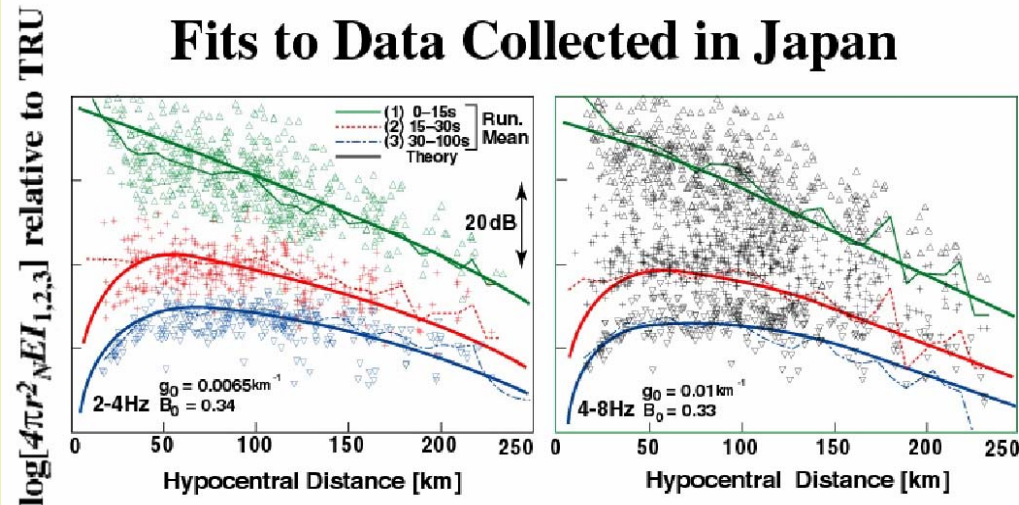 Fits to Data Collected in Japan
log[4πr²NEI1,2,3] relative to TRU
(1) 0–15s
(2) 15–30s
(3) 30–100s
Run.
Mean
Theory
20dB
g0 = 0.0065km⁻¹
2-4Hz B0 = 0.34
0 50 100 150 200 250
Hypocentral Distance [km]
g0 = 0.01km⁻¹
4-8Hz B0 = 0.33
0 50 100 150 200 250
Hypocentral Distance [km]